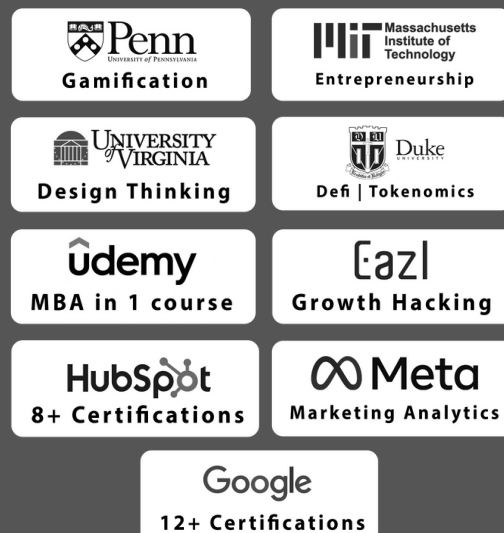 Penn
UNIVERSITY of PENNSYLVANIA
Gamification
Massachusetts
Institute of
Technology
Entrepreneurship
UNIVERSITY
of VIRGINIA
Design Thinking
Duke
UNIVERSITY
Defi | Tokenomics
ûdemy
MBA in 1 course
Eazl
Growth Hacking
HubSpot
8+ Certifications
Meta
Marketing Analytics
Google
12+ Certifications